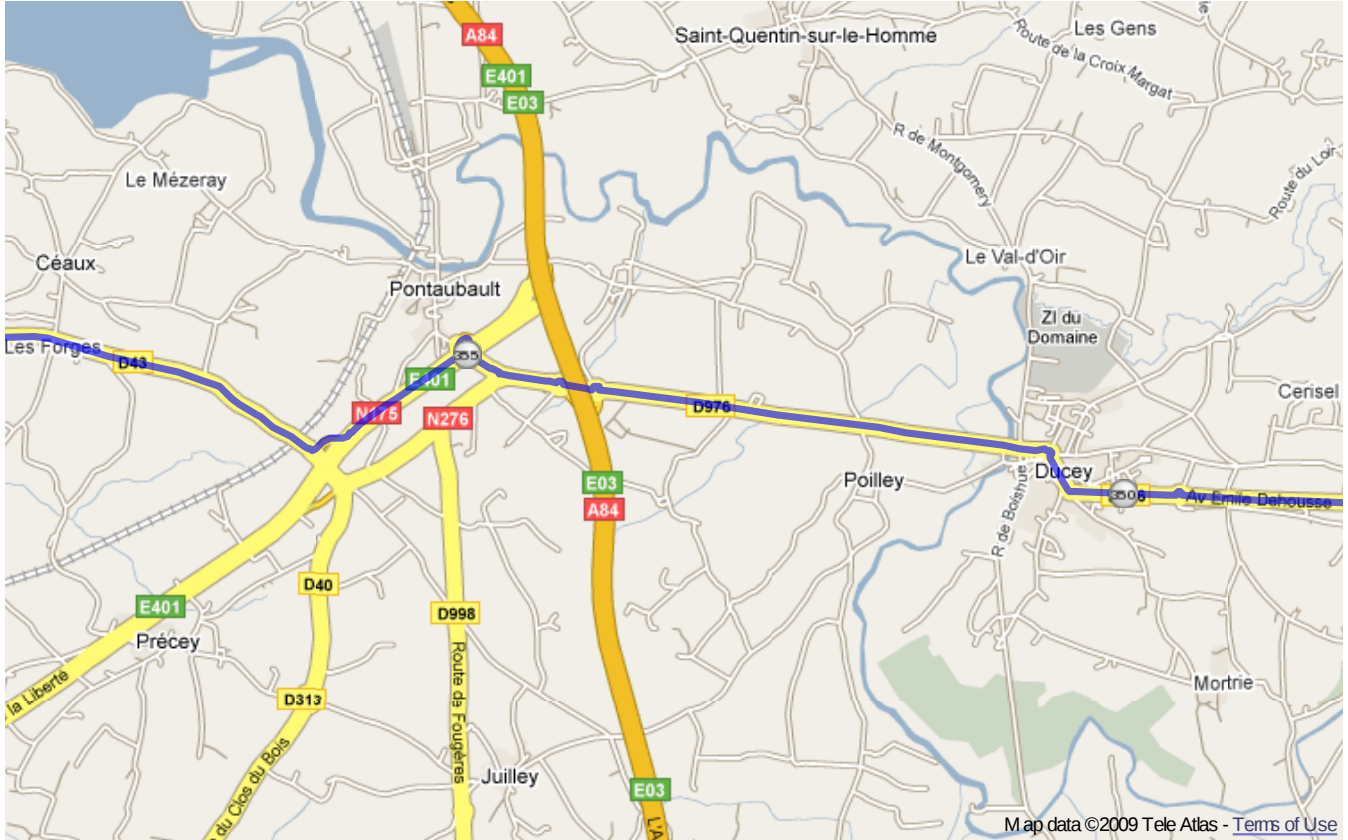 A84
Saint-Quentin-sur-le-Homme
Les Gens
Route de la Croix Margat
E401
E03
R de Montgomery
Route du Loir
Le Mézeray
Céaux
Le Val-d'Oir
Pontaubault
ZI du
Domaine
Les Forges
D43
355
E401
N175
N276
D976
Cerisel
Poilley
Ducey
E03
A84
350
6
Av Emile Dehousse
R de Boishue
D40
E401
D998
Précey
Route de Fougères
la Liberté
D313
Mortrie
du Clos du Bois
Juilley
E03
L'A
Map data ©2009 Tele Atlas - Terms of Use